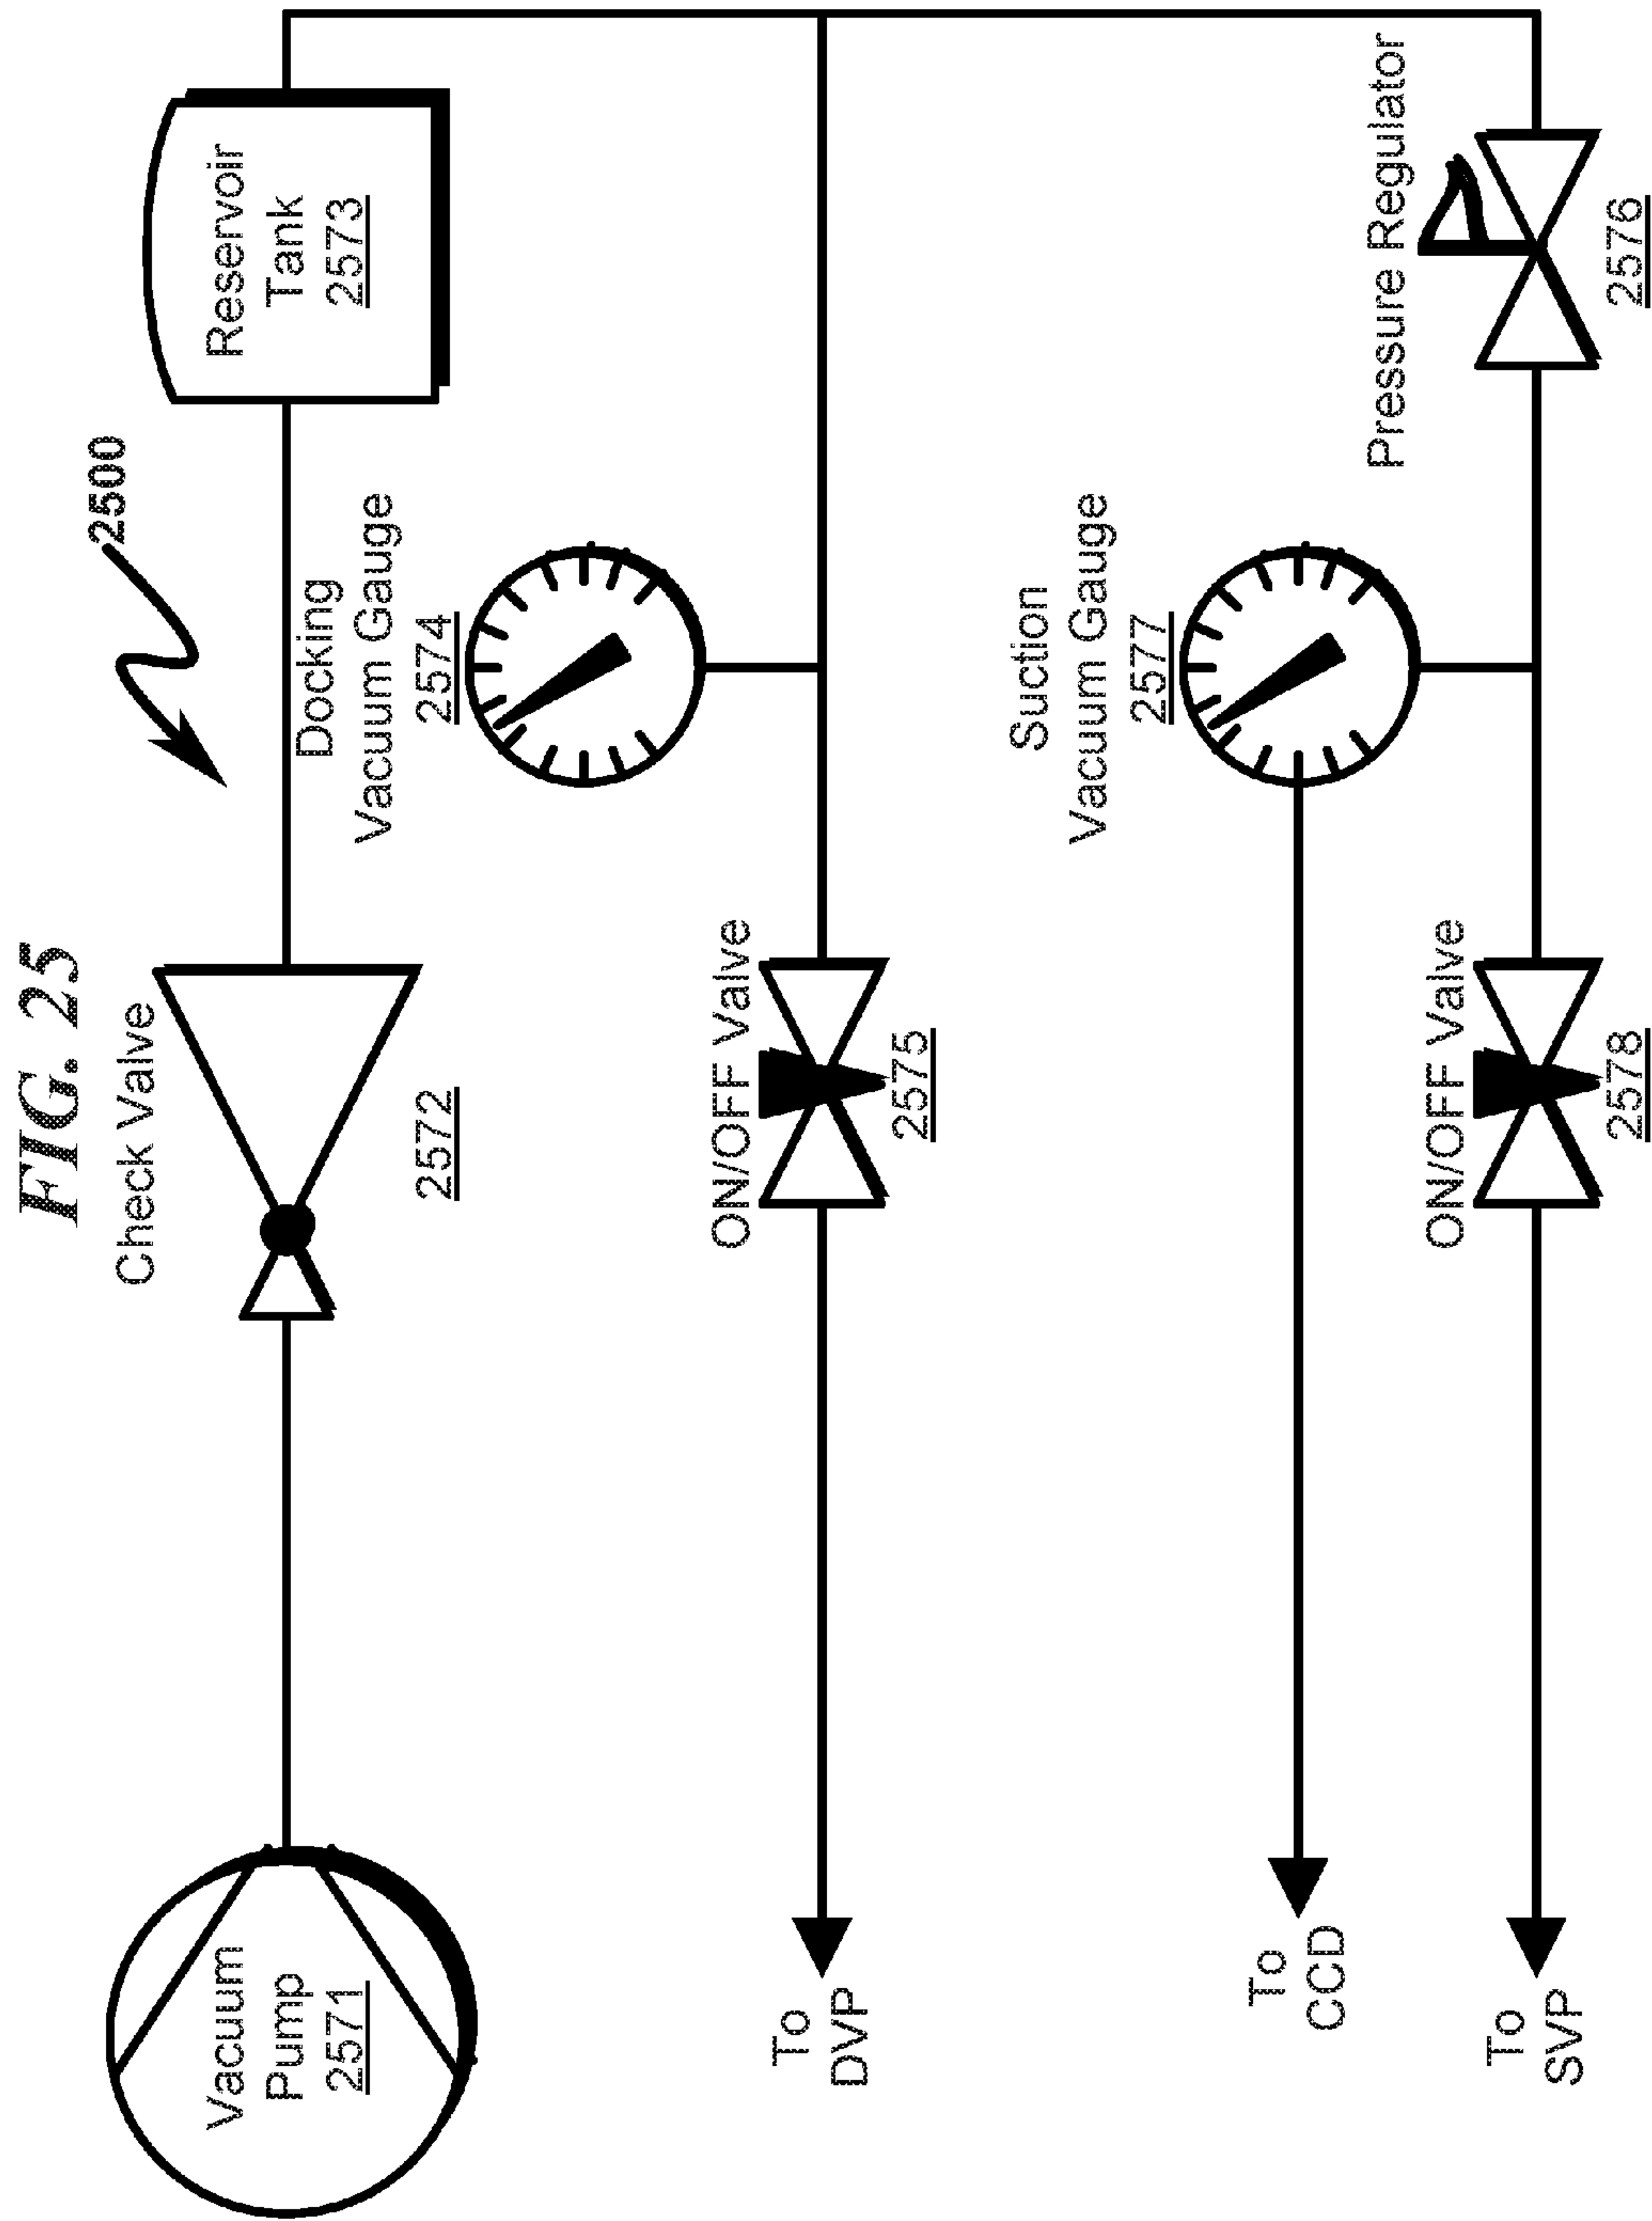 FIG. 25
2500
Vacuum
Pump
2571
Check Valve
2572
Reservoir
Tank
2573
Docking
Vacuum Gauge
2574
ON/OFF Valve
2575
To
DVP
Suction
Vacuum Gauge
2577
To
CCD
Pressure Regulator
2576
ON/OFF Valve
2578
To
SVP